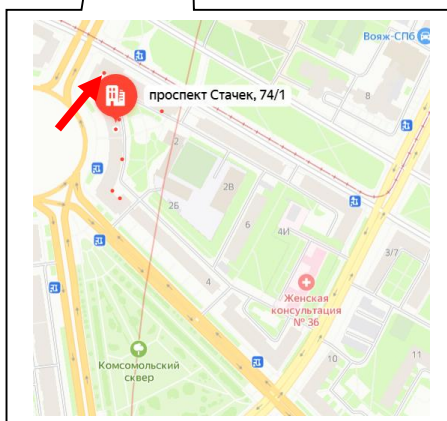 Вояж-СПб
проспект Стачек, 74/1
2
2В
2Б
6
4И
3/7
4
Женская
консультация
№ 36
Комсомольский
сквер
10
11